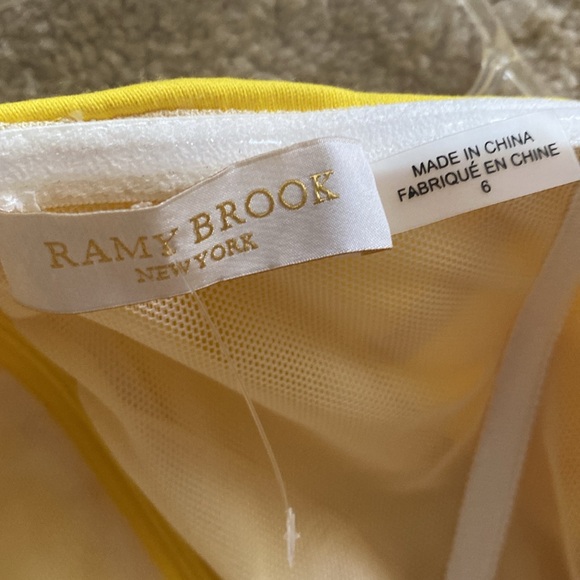 RAMY BROOK
NEW YORK
MADE IN CHINA
FABRIQUÉ EN CHINE
6